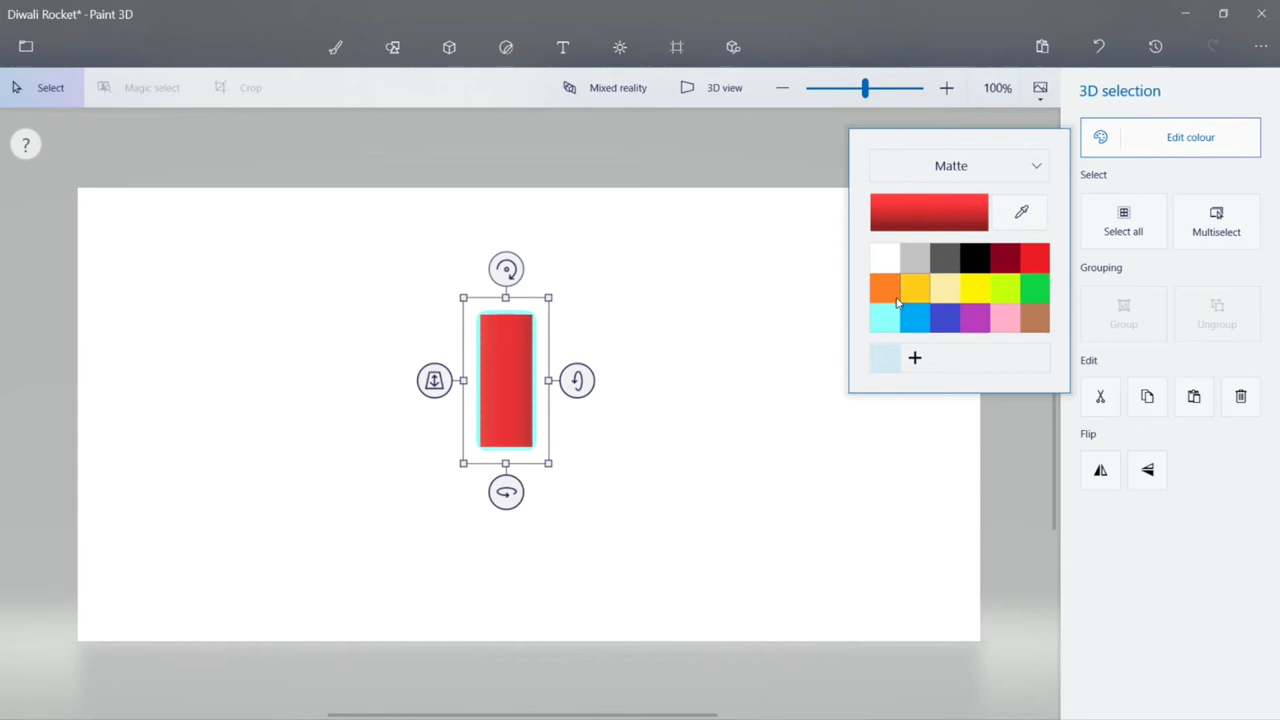 Diwali Rocket* - Paint 3D
Select
Magic select
Crop
Mixed reality
3D view
100%
?
3D selection
Edit colour
Matte
Select
Select all
Multiselect
Grouping
Group
Ungroup
Edit
Flip